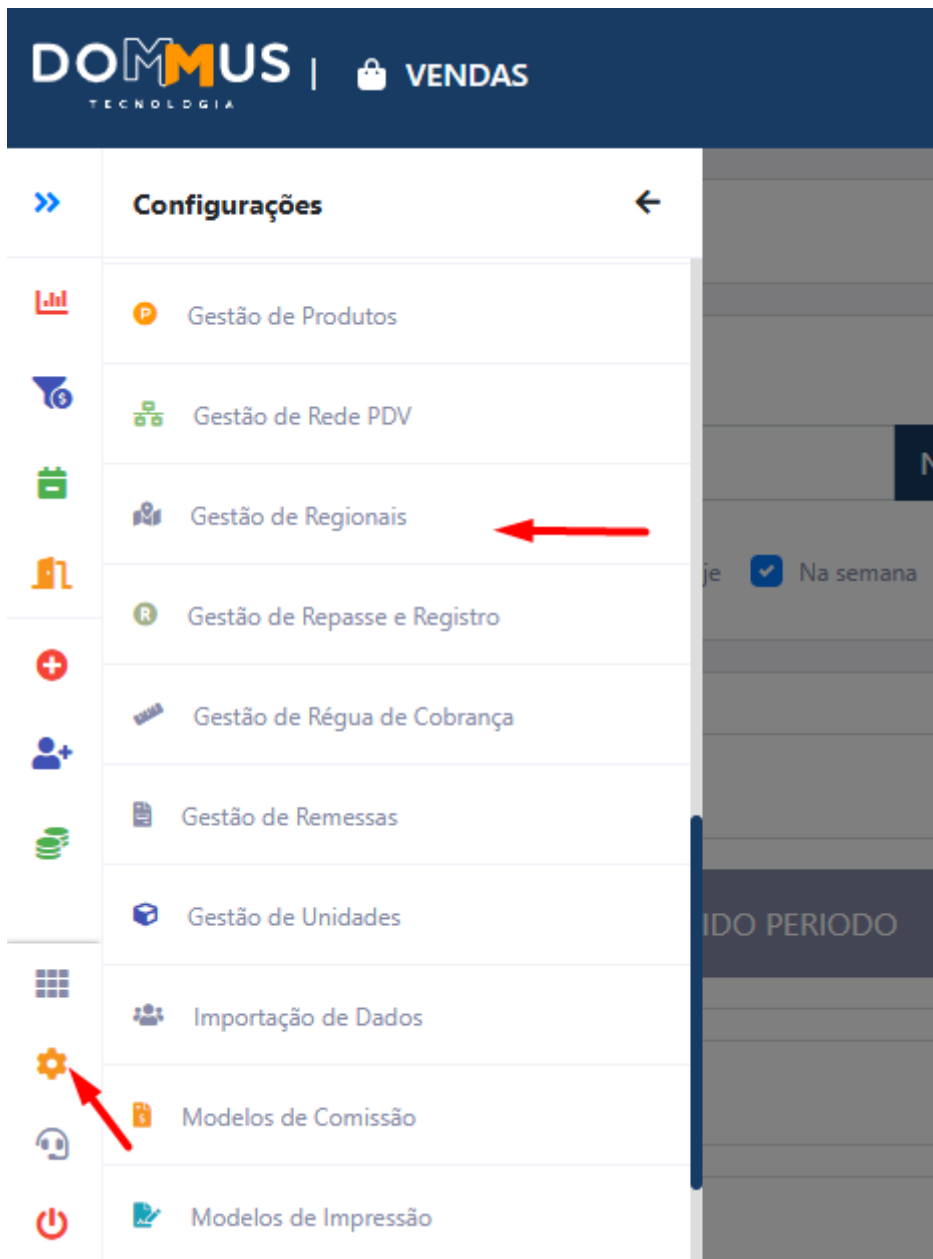 DOMMUS | VENDAS
TECNOLOGIA
Configurações
Gestão de Produtos
Gestão de Rede PDV
Gestão de Regionais
Gestão de Repasse e Registro
Gestão de Régua de Cobrança
Gestão de Remessas
Gestão de Unidades
Importação de Dados
Modelos de Comissão
Modelos de Impressão
N
je Na semana
IDO PERIODO